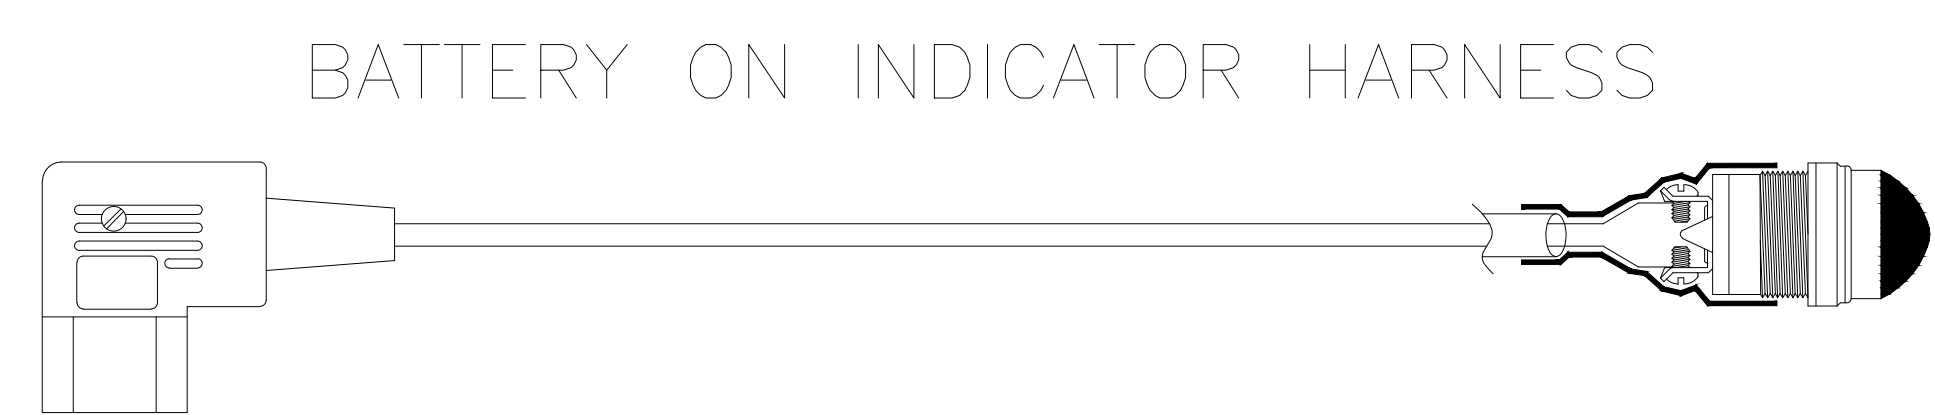 BATTERY ON INDICATOR HARNESS